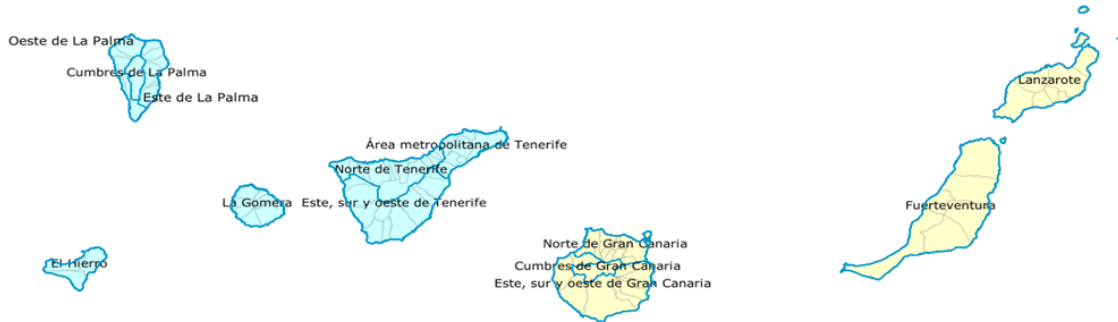 Oeste de La Palma
Cumbres de La Palma
Este de La Palma
Lanzarote
Área metropolitana de Tenerife
Norte de Tenerife
La Gomera
Este, sur y oeste de Tenerife
Fuerteventura
Norte de Gran Canaria
El Hierro
Cumbres de Gran Canaria
Este, sur y oeste de Gran Canaria